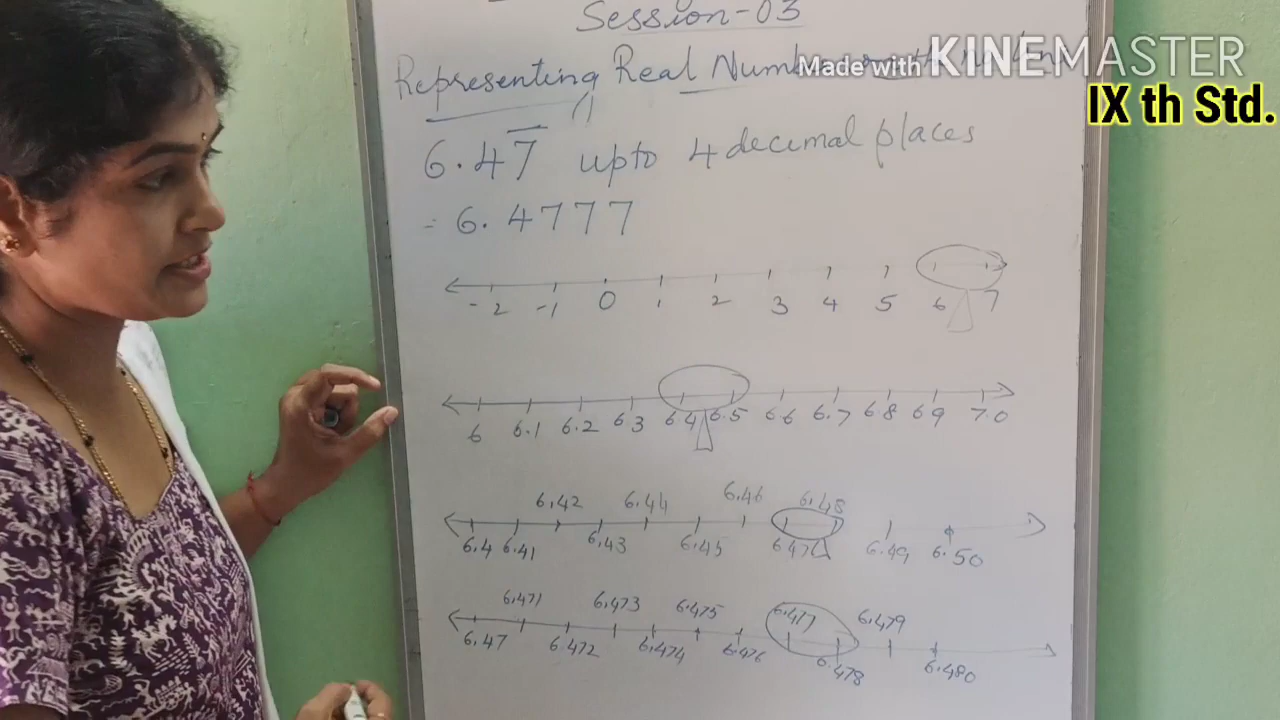 Session-03
Representing Real Numb
Made with KINEMASTER
IX th Std.
6.47̅ upto 4 decimal places
= 6.4777
-2 -1 0 1 2 3 4 5 6 7
6 6.1 6.2 6.3 6.4 6.5 6.6 6.7 6.8 6.9 7.0
6.42 6.44 6.46 6.48
6.4 6.41 6.43 6.45 6.47 6.49 6.50
6.471 6.473 6.475 6.477 6.479
6.47 6.472 6.474 6.476 6.478 6.480